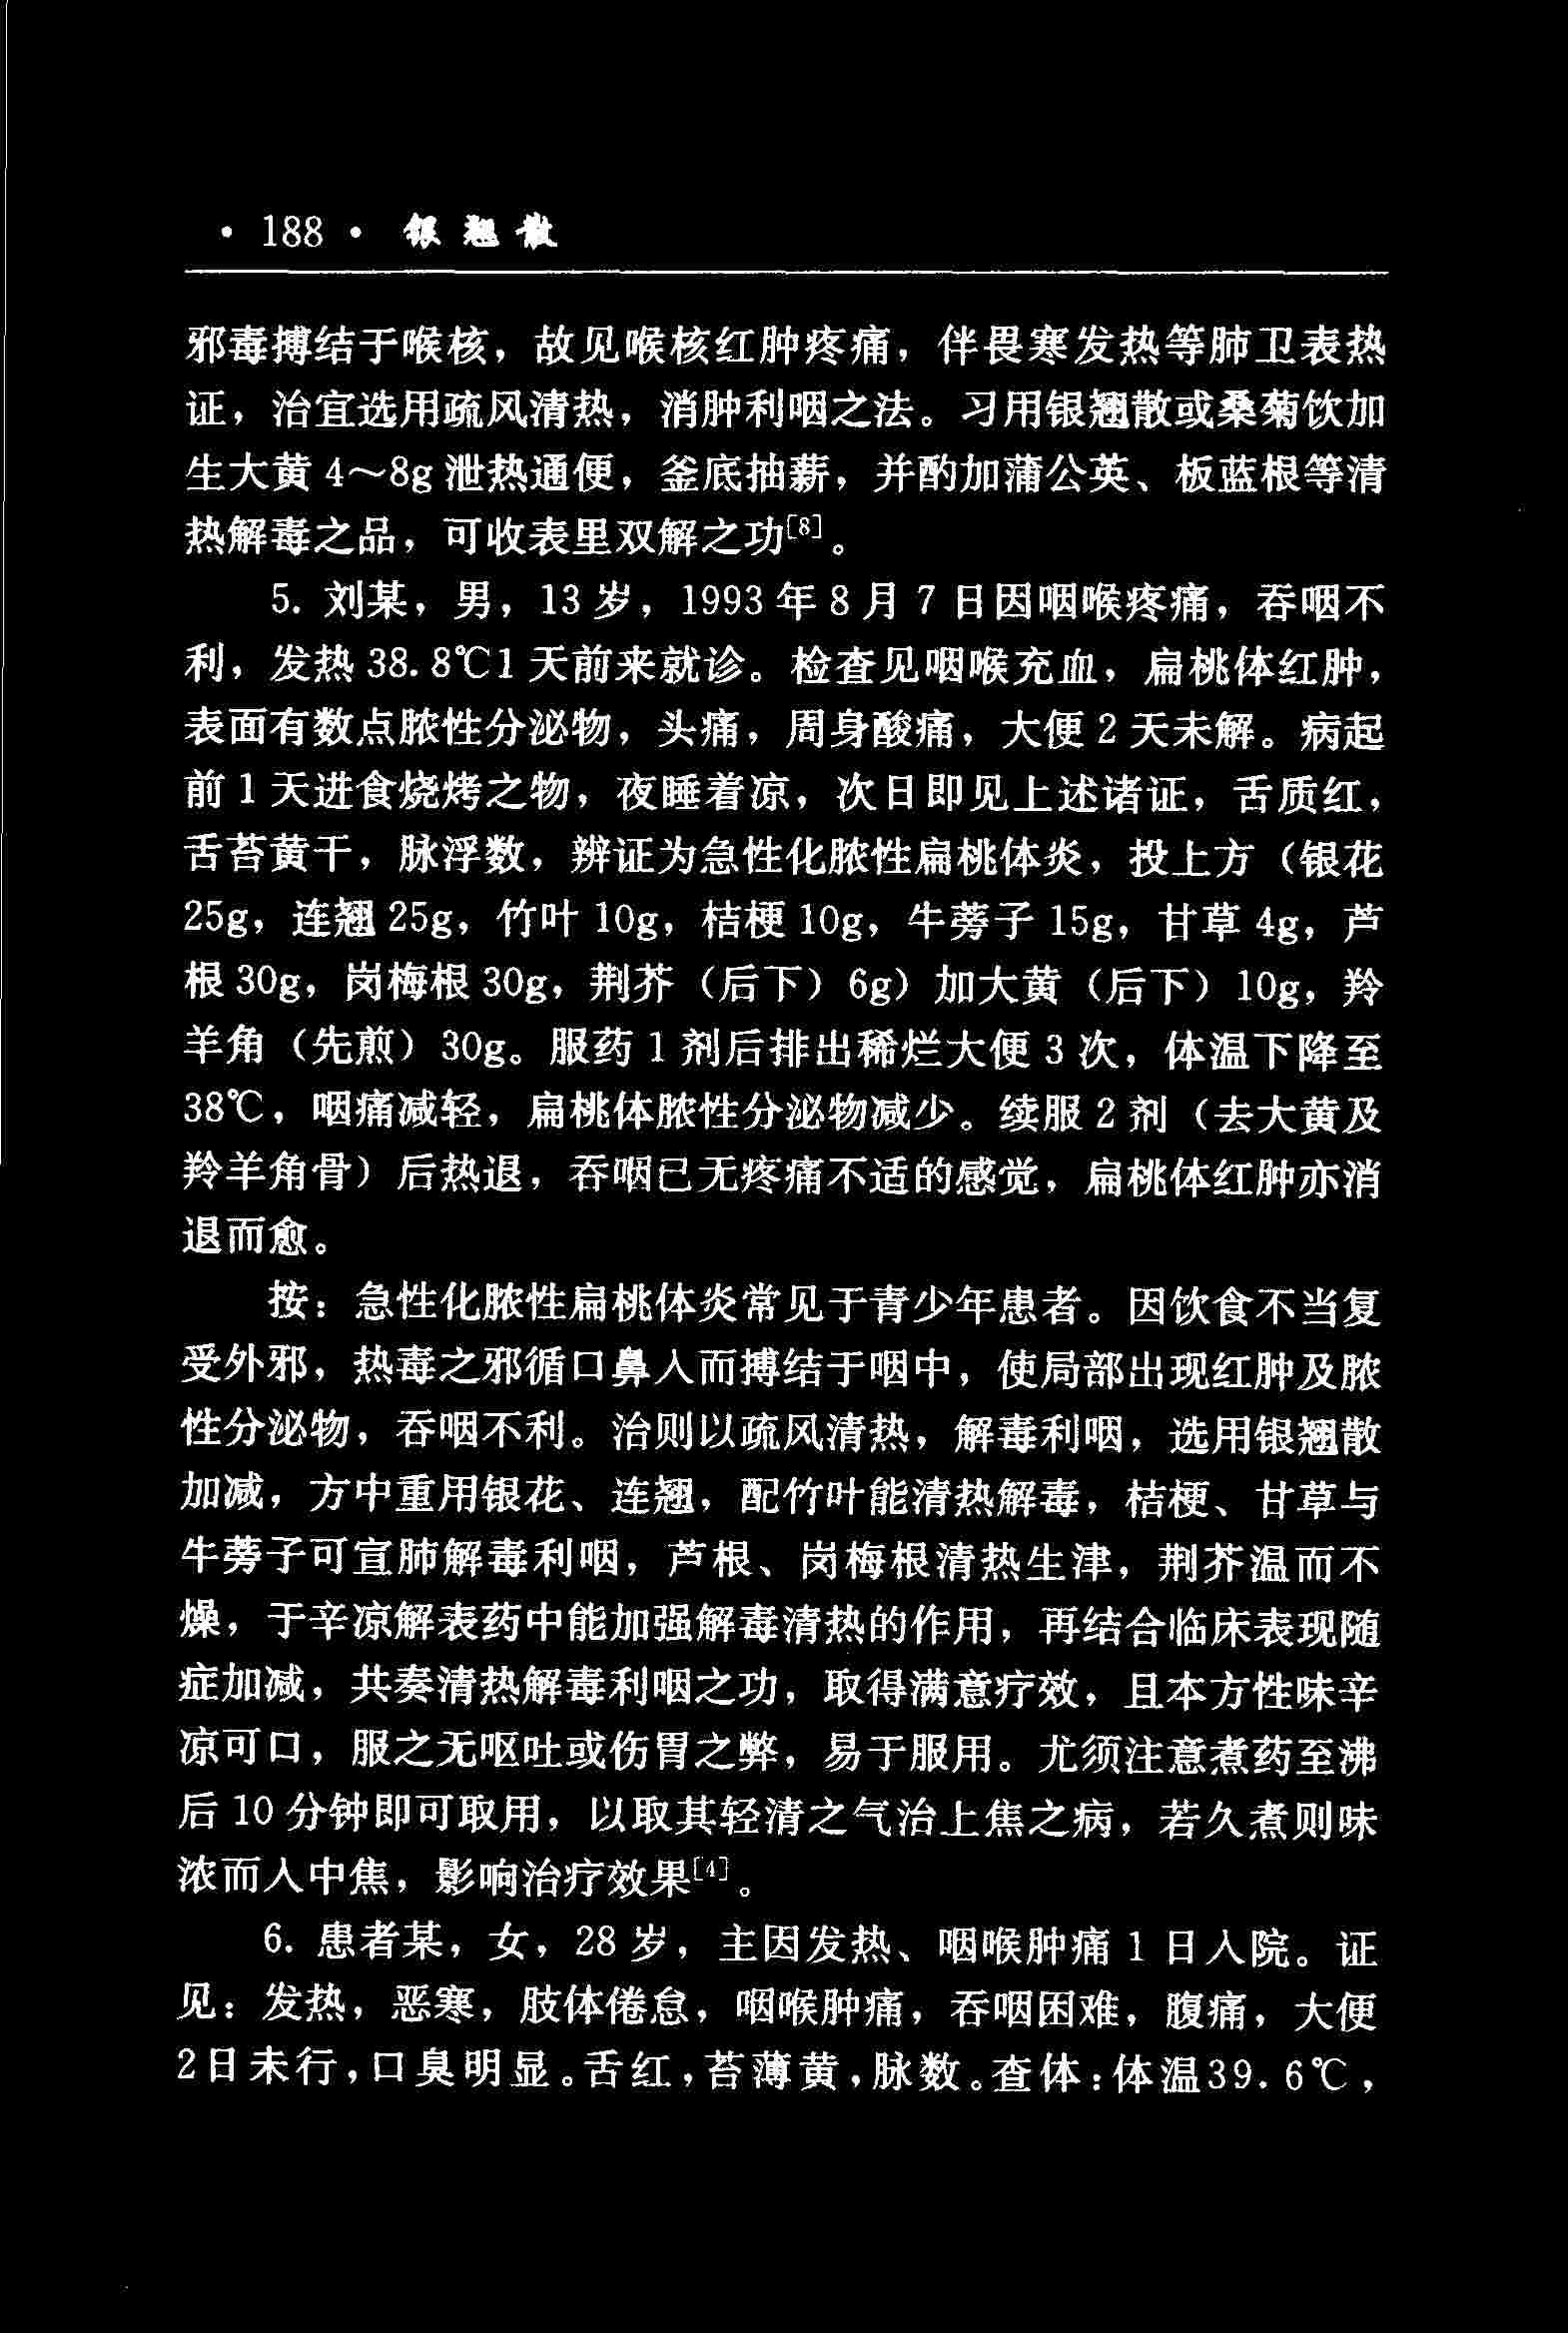 · 188 · 银翘散
邪毒搏结于喉核，故见喉核红肿疼痛，伴畏寒发热等肺卫表热
证，治宜选用疏风清热，消肿利咽之法。习用银翘散或桑菊饮加
生大黄 4～8g 泄热通便，釜底抽薪，并酌加蒲公英、板蓝根等清
热解毒之品，可收表里双解之功[8]。
5. 刘某，男，13 岁，1993 年 8 月 7 日因咽喉疼痛，吞咽不
利，发热 38.8℃1 天前来就诊。检查见咽喉充血，扁桃体红肿，
表面有数点脓性分泌物，头痛，周身酸痛，大便 2 天未解。病起
前 1 天进食烧烤之物，夜睡着凉，次日即见上述诸证，舌质红，
舌苔黄干，脉浮数，辨证为急性化脓性扁桃体炎，投上方（银花
25g，连翘 25g，竹叶 10g，桔梗 10g，牛蒡子 15g，甘草 4g，芦
根 30g，岗梅根 30g，荆芥（后下）6g）加大黄（后下）10g，羚
羊角（先煎）30g。服药 1 剂后排出稀烂大便 3 次，体温下降至
38℃，咽痛减轻，扁桃体脓性分泌物减少。续服 2 剂（去大黄及
羚羊角骨）后热退，吞咽已无疼痛不适的感觉，扁桃体红肿亦消
退而愈。
按：急性化脓性扁桃体炎常见于青少年患者。因饮食不当复
受外邪，热毒之邪循口鼻入而搏结于咽中，使局部出现红肿及脓
性分泌物，吞咽不利。治则以疏风清热，解毒利咽，选用银翘散
加减，方中重用银花、连翘，配竹叶能清热解毒，桔梗、甘草与
牛蒡子可宣肺解毒利咽，芦根、岗梅根清热生津，荆芥温而不
燥，于辛凉解表药中能加强解毒清热的作用，再结合临床表现随
症加减，共奏清热解毒利咽之功，取得满意疗效，且本方性味辛
凉可口，服之无呕吐或伤胃之弊，易于服用。尤须注意煮药至沸
后 10 分钟即可取用，以取其轻清之气治上焦之病，若久煮则味
浓而入中焦，影响治疗效果[4]。
6. 患者某，女，28 岁，主因发热、咽喉肿痛 1 日入院。证
见：发热，恶寒，肢体倦怠，咽喉肿痛，吞咽困难，腹痛，大便
2日未行，口臭明显。舌红，苔薄黄，脉数。查体：体温39.6℃，